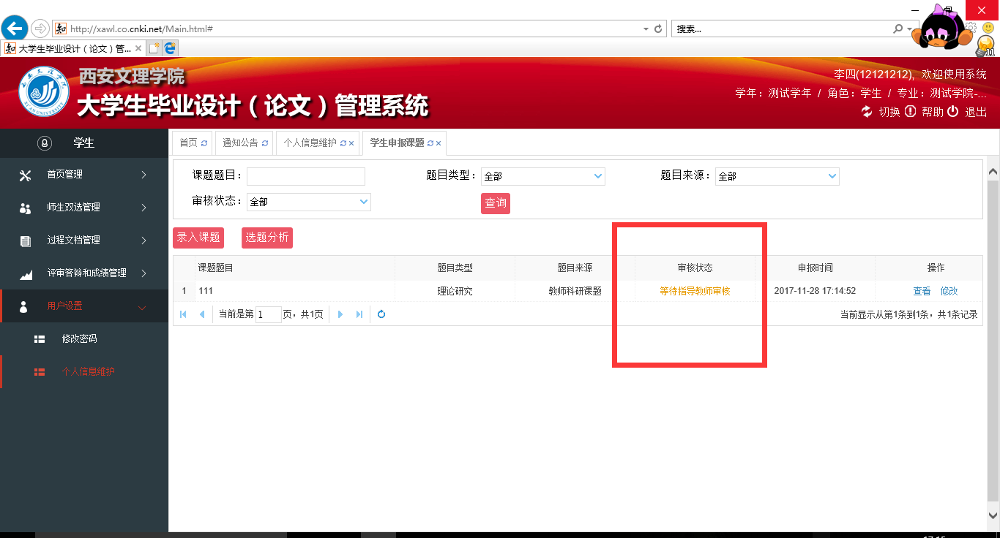 http://xawl.co.cnki.net/Main.html#
搜索...
大学生毕业设计（论文）管...
11
西安文理学院
大学生毕业设计（论文）管理系统
李四(12121212), 欢迎使用系统
学年：测试学年 / 角色：学生 / 专业：测试学院-...
切换 帮助 退出
学生
首页 通知公告 个人信息维护 学生申报课题
首页管理
师生双选管理
过程文档管理
评审答辩和成绩管理
用户设置
修改密码
个人信息维护
课题题目： 题目类型：全部 题目来源：全部
审核状态：全部 查询
录入课题 选题分析
课题题目 题目类型 题目来源 审核状态 申报时间 操作
1 111 理论研究 教师科研课题 等待指导教师审核 2017-11-28 17:14:52 查看 修改
当前是第 1 页，共1页 当前显示从第1条到1条，共1条记录